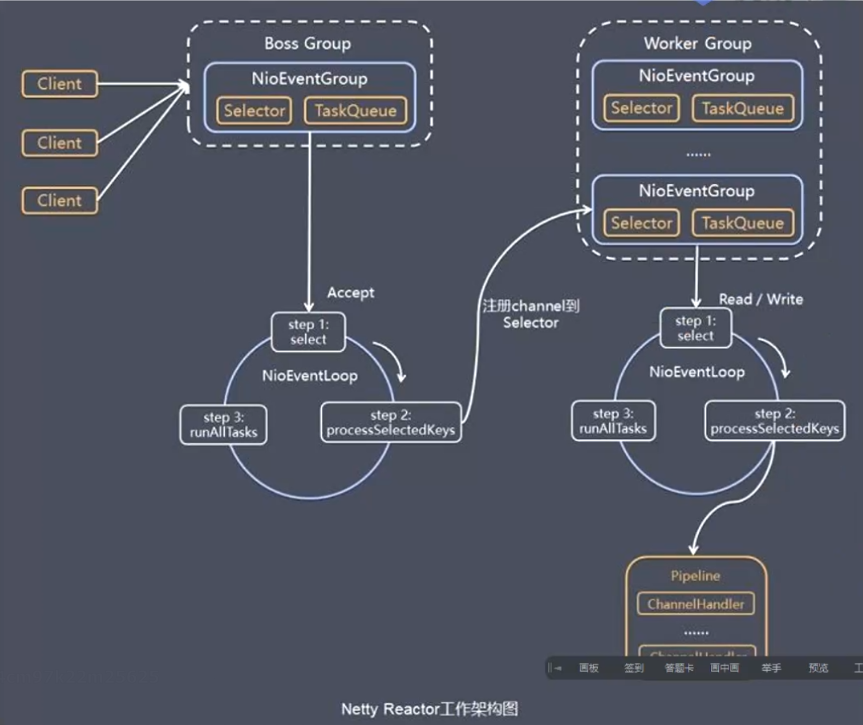 Boss Group
NioEventGroup
Selector
TaskQueue
Client
Client
Client
Worker Group
NioEventGroup
Selector
TaskQueue
......
NioEventGroup
Selector
TaskQueue
Accept
step 1:
select
NioEventLoop
step 2:
processSelectedKeys
step 3:
runAllTasks
注册channel到
Selector
Read / Write
step 1:
select
NioEventLoop
step 2:
processSelectedKeys
step 3:
runAllTasks
Pipeline
ChannelHandler
......
ChannelHandler
画板
签到
答题卡
画中画
举手
预览
工
Netty Reactor工作架构图